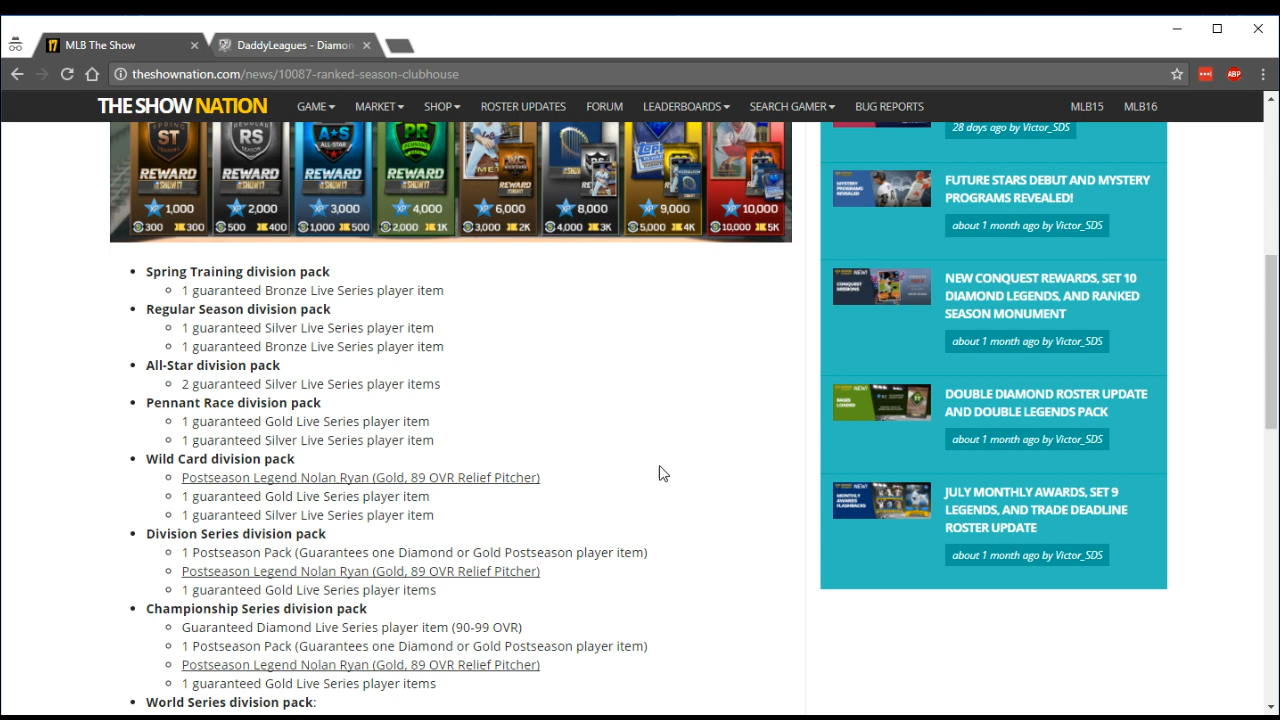 MLB The Show
DaddyLeagues - Diamon
theshownation.com/news/10087-ranked-season-clubhouse
ABP
THE SHOW NATION
GAME
MARKET
SHOP
ROSTER UPDATES
FORUM
LEADERBOARDS
SEARCH GAMER
BUG REPORTS
MLB15
MLB16
ST
RS
A★S
PR
WC
REWARD
REWARD
REWARD
REWARD
XP 1,000
XP 2,000
XP 3,000
XP 4,000
XP 6,000
XP 8,000
XP 9,000
XP 10,000
300 300
500 400
1,000 500
2,000 1K
3,000 2K
4,000 3K
5,000 4K
10,000 5K
• Spring Training division pack
1 guaranteed Bronze Live Series player item
• Regular Season division pack
1 guaranteed Silver Live Series player item
1 guaranteed Bronze Live Series player item
• All-Star division pack
2 guaranteed Silver Live Series player items
• Pennant Race division pack
1 guaranteed Gold Live Series player item
1 guaranteed Silver Live Series player item
• Wild Card division pack
Postseason Legend Nolan Ryan (Gold, 89 OVR Relief Pitcher)
1 guaranteed Gold Live Series player item
1 guaranteed Silver Live Series player item
• Division Series division pack
1 Postseason Pack (Guarantees one Diamond or Gold Postseason player item)
Postseason Legend Nolan Ryan (Gold, 89 OVR Relief Pitcher)
1 guaranteed Gold Live Series player items
• Championship Series division pack
Guaranteed Diamond Live Series player item (90-99 OVR)
1 Postseason Pack (Guarantees one Diamond or Gold Postseason player item)
Postseason Legend Nolan Ryan (Gold, 89 OVR Relief Pitcher)
1 guaranteed Gold Live Series player items
• World Series division pack:
28 days ago by Victor_SDS
FUTURE STARS DEBUT AND MYSTERY
PROGRAMS REVEALED!
about 1 month ago by Victor_SDS
NEW CONQUEST REWARDS, SET 10
DIAMOND LEGENDS, AND RANKED
SEASON MONUMENT
about 1 month ago by Victor_SDS
DOUBLE DIAMOND ROSTER UPDATE
AND DOUBLE LEGENDS PACK
about 1 month ago by Victor_SDS
JULY MONTHLY AWARDS, SET 9
LEGENDS, AND TRADE DEADLINE
ROSTER UPDATE
about 1 month ago by Victor_SDS